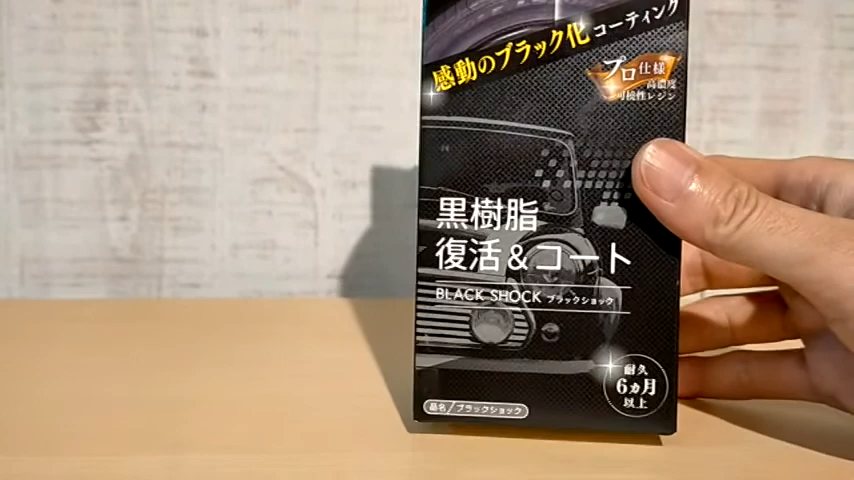 感動のブラック化コーティング
プロ仕様
高濃度
可撓性レジン
黒樹脂
復活&コート
BLACK SHOCK ブラックショック
耐久
6ヵ月
以上
品名/ブラックショック